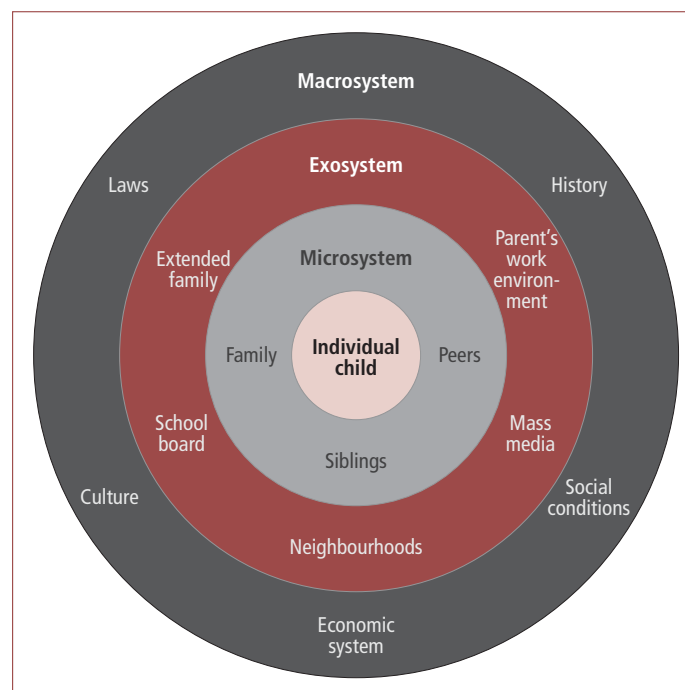 Macrosystem
Exosystem
Laws
History
Extended
family
Microsystem
Parent’s
work
environ-
ment
Family
Individual
child
Peers
School
board
Mass
media
Siblings
Culture
Social
conditions
Neighbourhoods
Economic
system